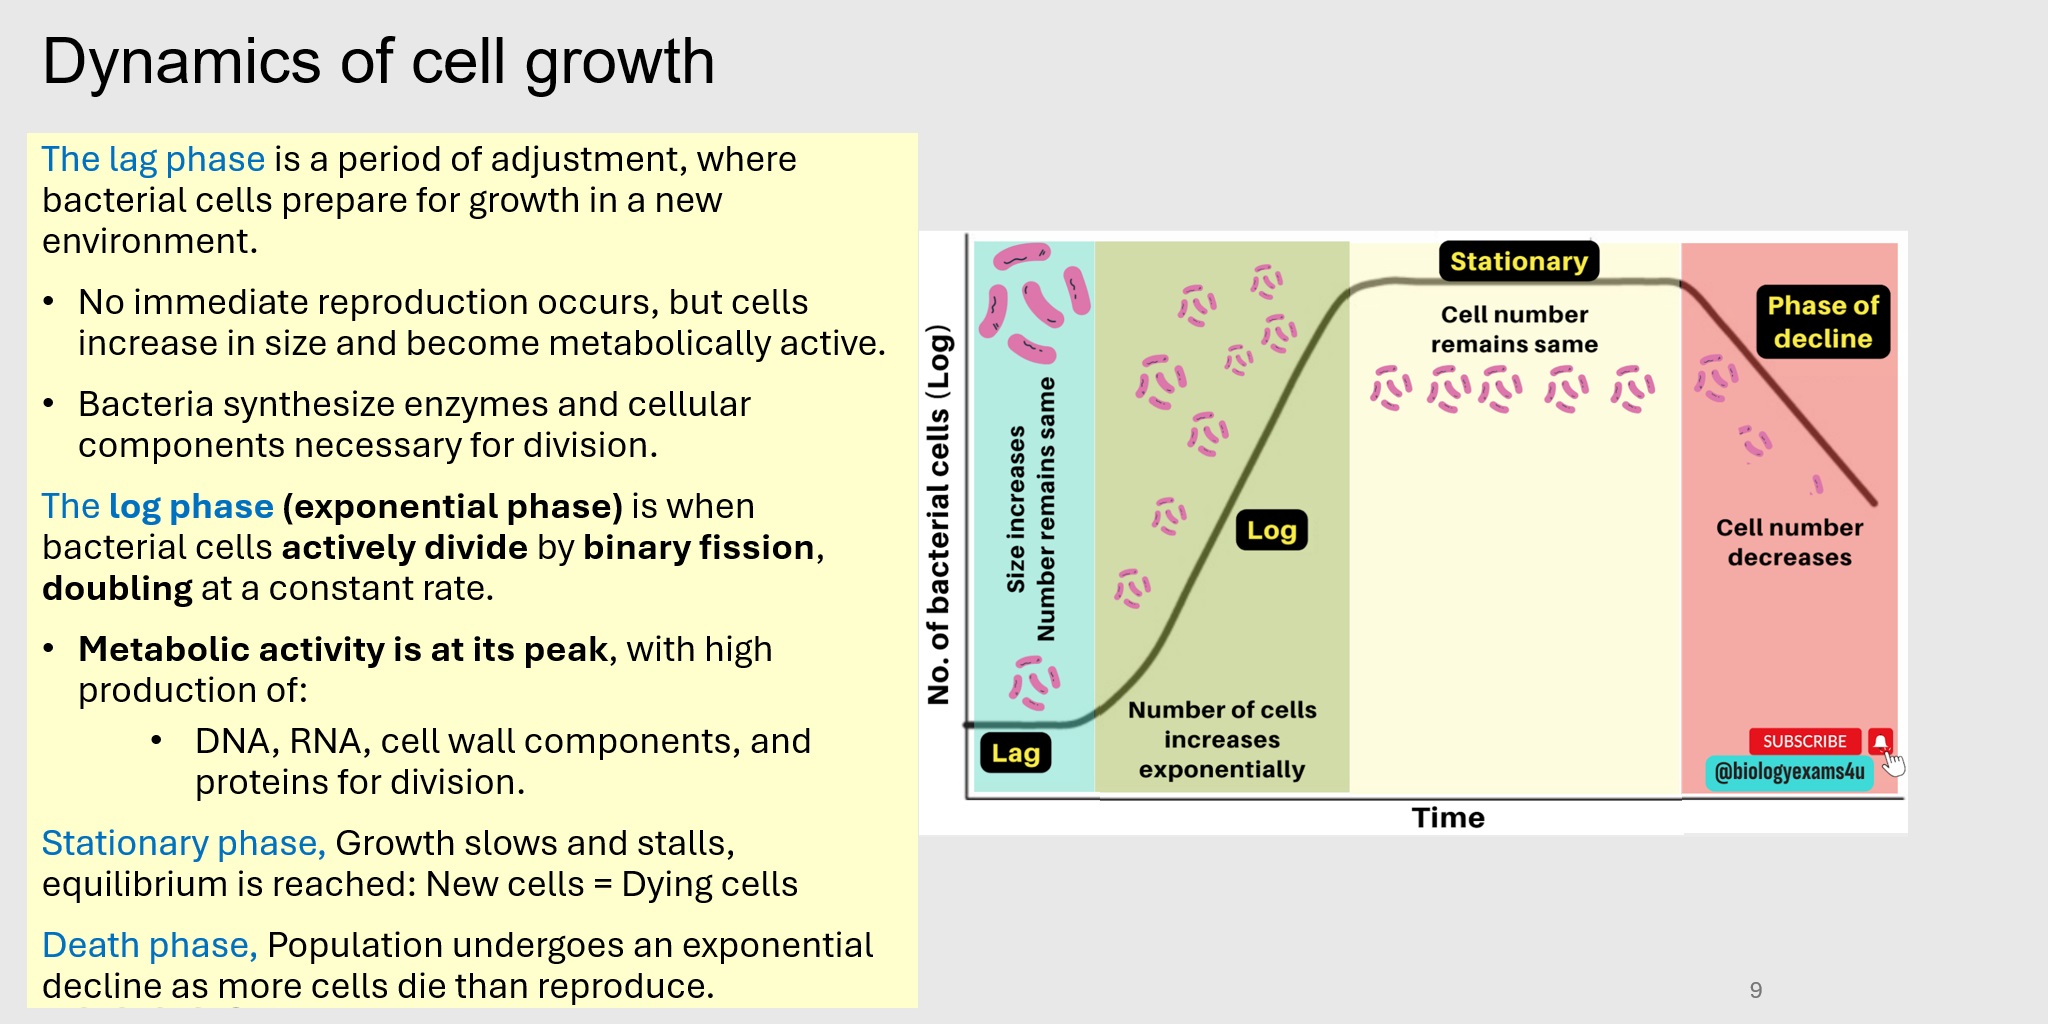 Dynamics of cell growth
The lag phase is a period of adjustment, where
bacterial cells prepare for growth in a new
environment.
• No immediate reproduction occurs, but cells
increase in size and become metabolically active.
• Bacteria synthesize enzymes and cellular
components necessary for division.
The log phase (exponential phase) is when
bacterial cells actively divide by binary fission,
doubling at a constant rate.
• Metabolic activity is at its peak, with high
production of:
• DNA, RNA, cell wall components, and
proteins for division.
Stationary phase, Growth slows and stalls,
equilibrium is reached: New cells = Dying cells
Death phase, Population undergoes an exponential
decline as more cells die than reproduce.
No. of bacterial cells (Log)
Size increases
Number remains same
Lag
Log
Number of cells
increases
exponentially
Stationary
Cell number
remains same
Phase of
decline
Cell number
decreases
SUBSCRIBE
@biologyexams4u
Time
9